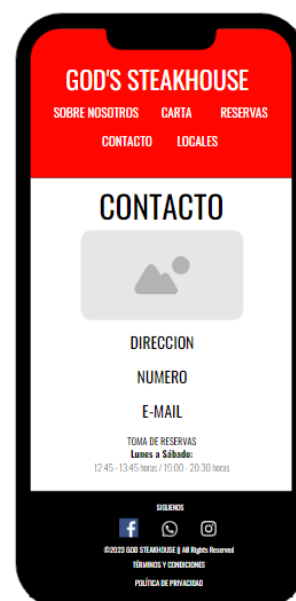 GOD'S STEAKHOUSE
SOBRE NOSOTROS CARTA RESERVAS
CONTACTO LOCALES
CONTACTO
DIRECCION
NUMERO
E-MAIL
TOMA DE RESERVAS
Lunes a Sábado:
12:45 - 13:45 horas / 19:00 - 20:30 horas
SIGUENOS
©2023 GOD STEAKHOUSE || All Rights Reserved
TÉRMINOS Y CONDICIONES
POLÍTICA DE PRIVACIDAD